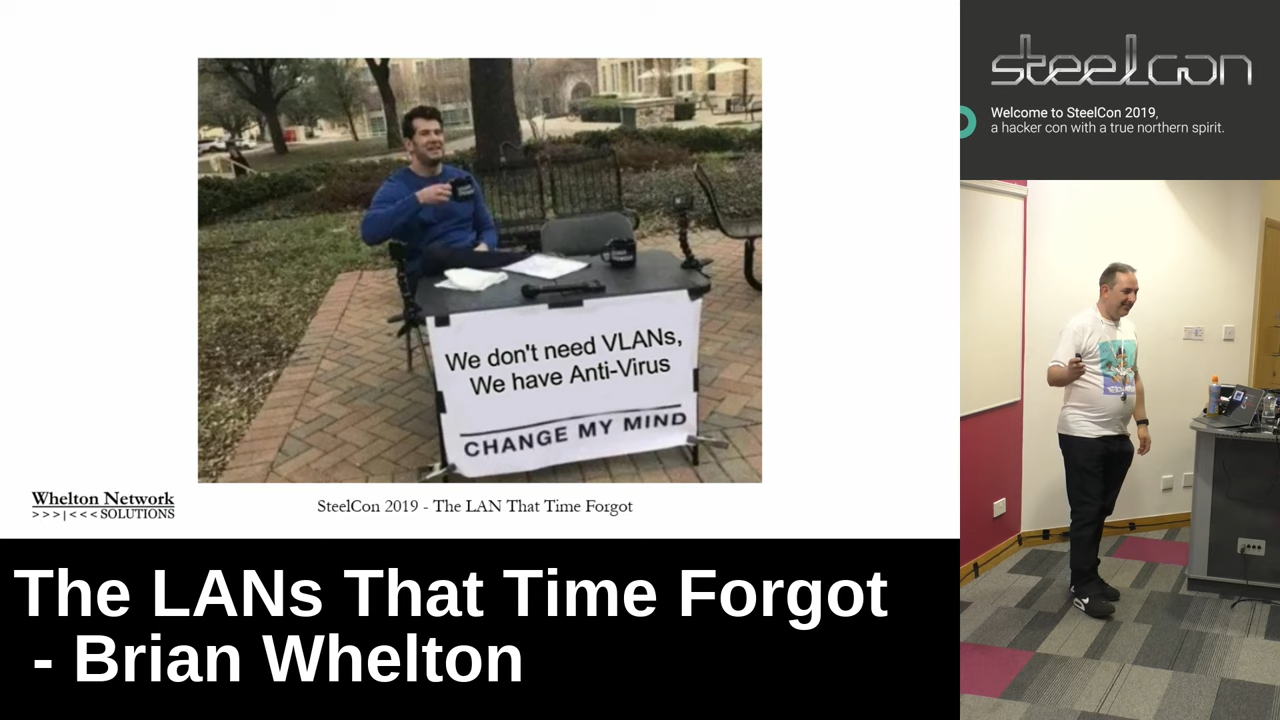 We don't need VLANs,
We have Anti-Virus
CHANGE MY MIND
Whelton Network
>>>|<<< SOLUTIONS
SteelCon 2019 - The LAN That Time Forgot
The LANs That Time Forgot
- Brian Whelton
steelcon
Welcome to SteelCon 2019,
a hacker con with a true northern spirit.